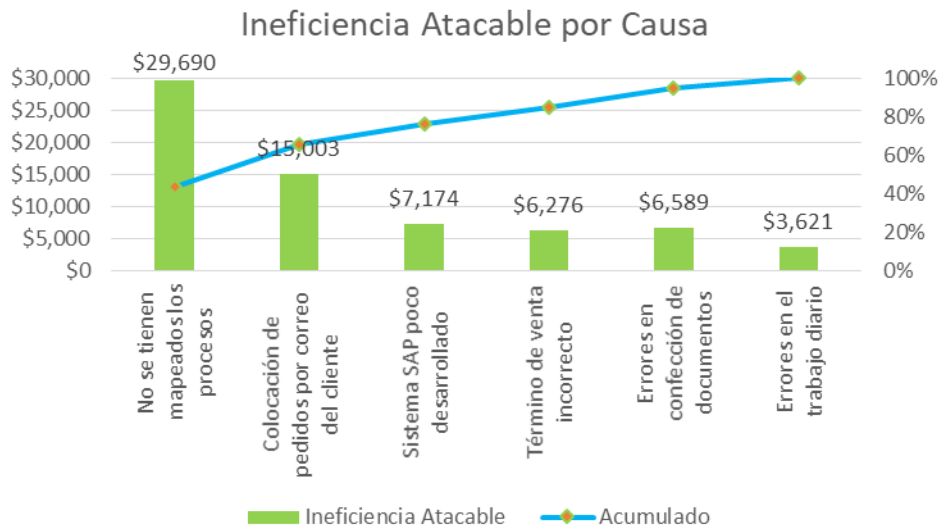 Ineficiencia Atacable por Causa
$30,000
$25,000
$20,000
$15,000
$10,000
$5,000
$0
$29,690
$15,003
$7,174
$6,276
$6,589
$3,621
100%
80%
60%
40%
20%
0%
No se tienen
mapeados los
procesos
Colocación de
pedidos por correo
del cliente
Sistema SAP poco
desarrollado
Término de venta
incorrecto
Errores en
confección de
documentos
Errores en el
trabajo diario
Ineficiencia Atacable
Acumulado